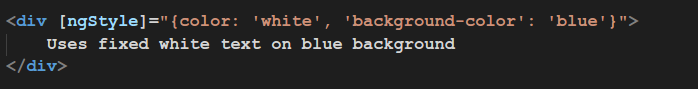 <div [ngStyle]="{color: 'white', 'background-color': 'blue'}">
Uses fixed white text on blue background
</div>